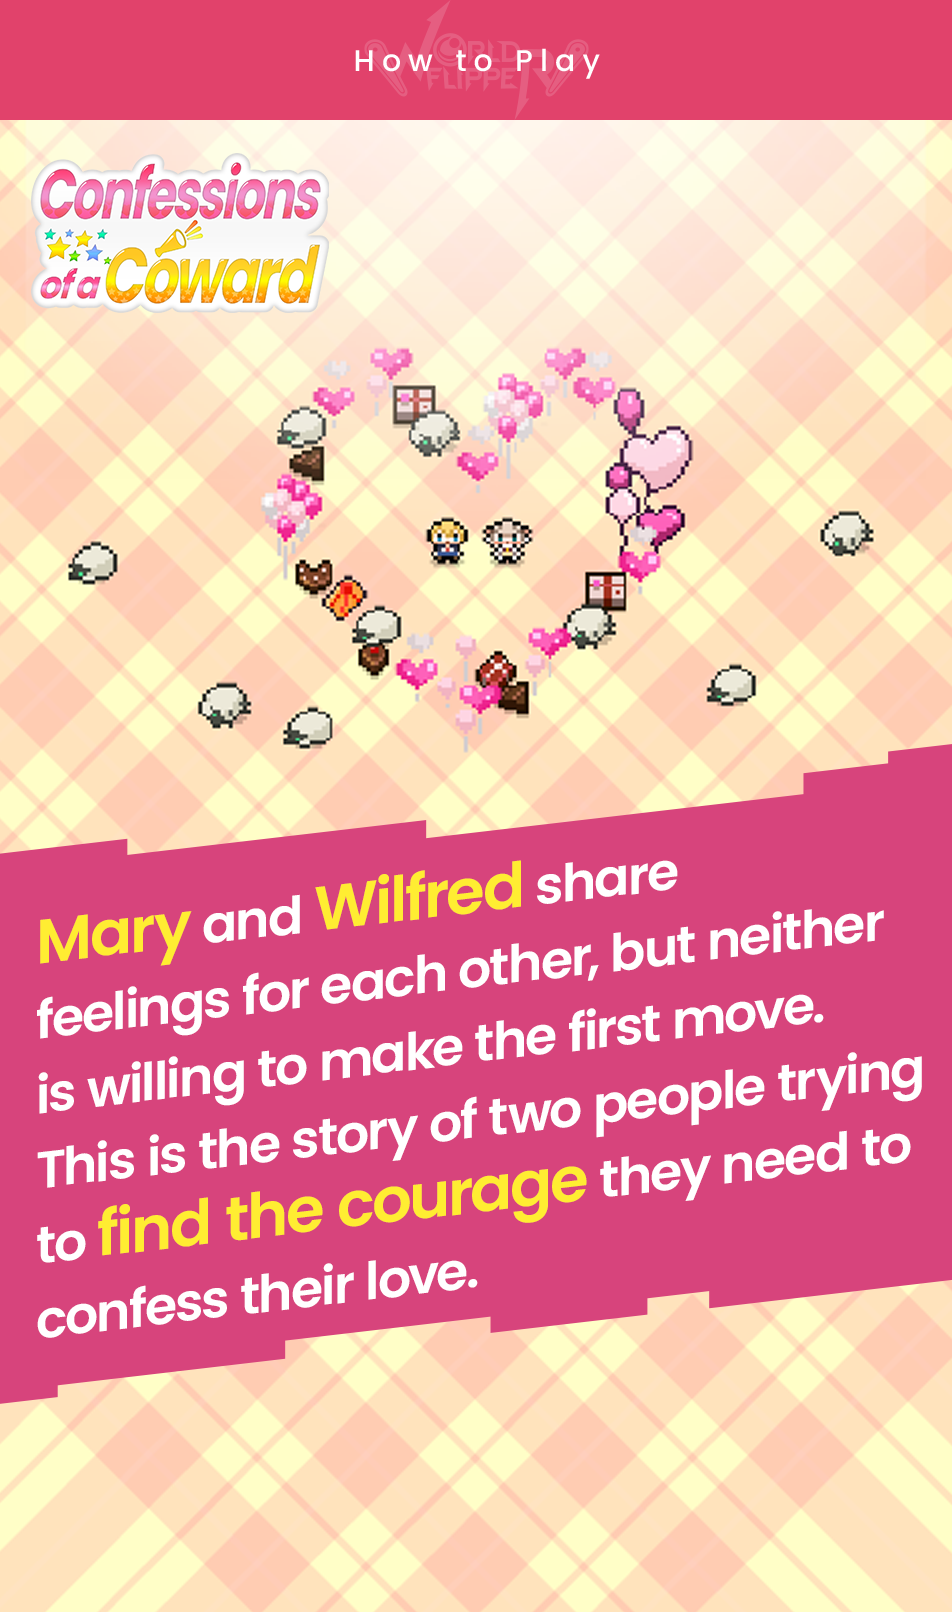 How to Play
WORLD
FLIPPER
Confessions
of a Coward
Mary and Wilfred share
feelings for each other, but neither
is willing to make the first move.
This is the story of two people trying
to find the courage they need to
confess their love.